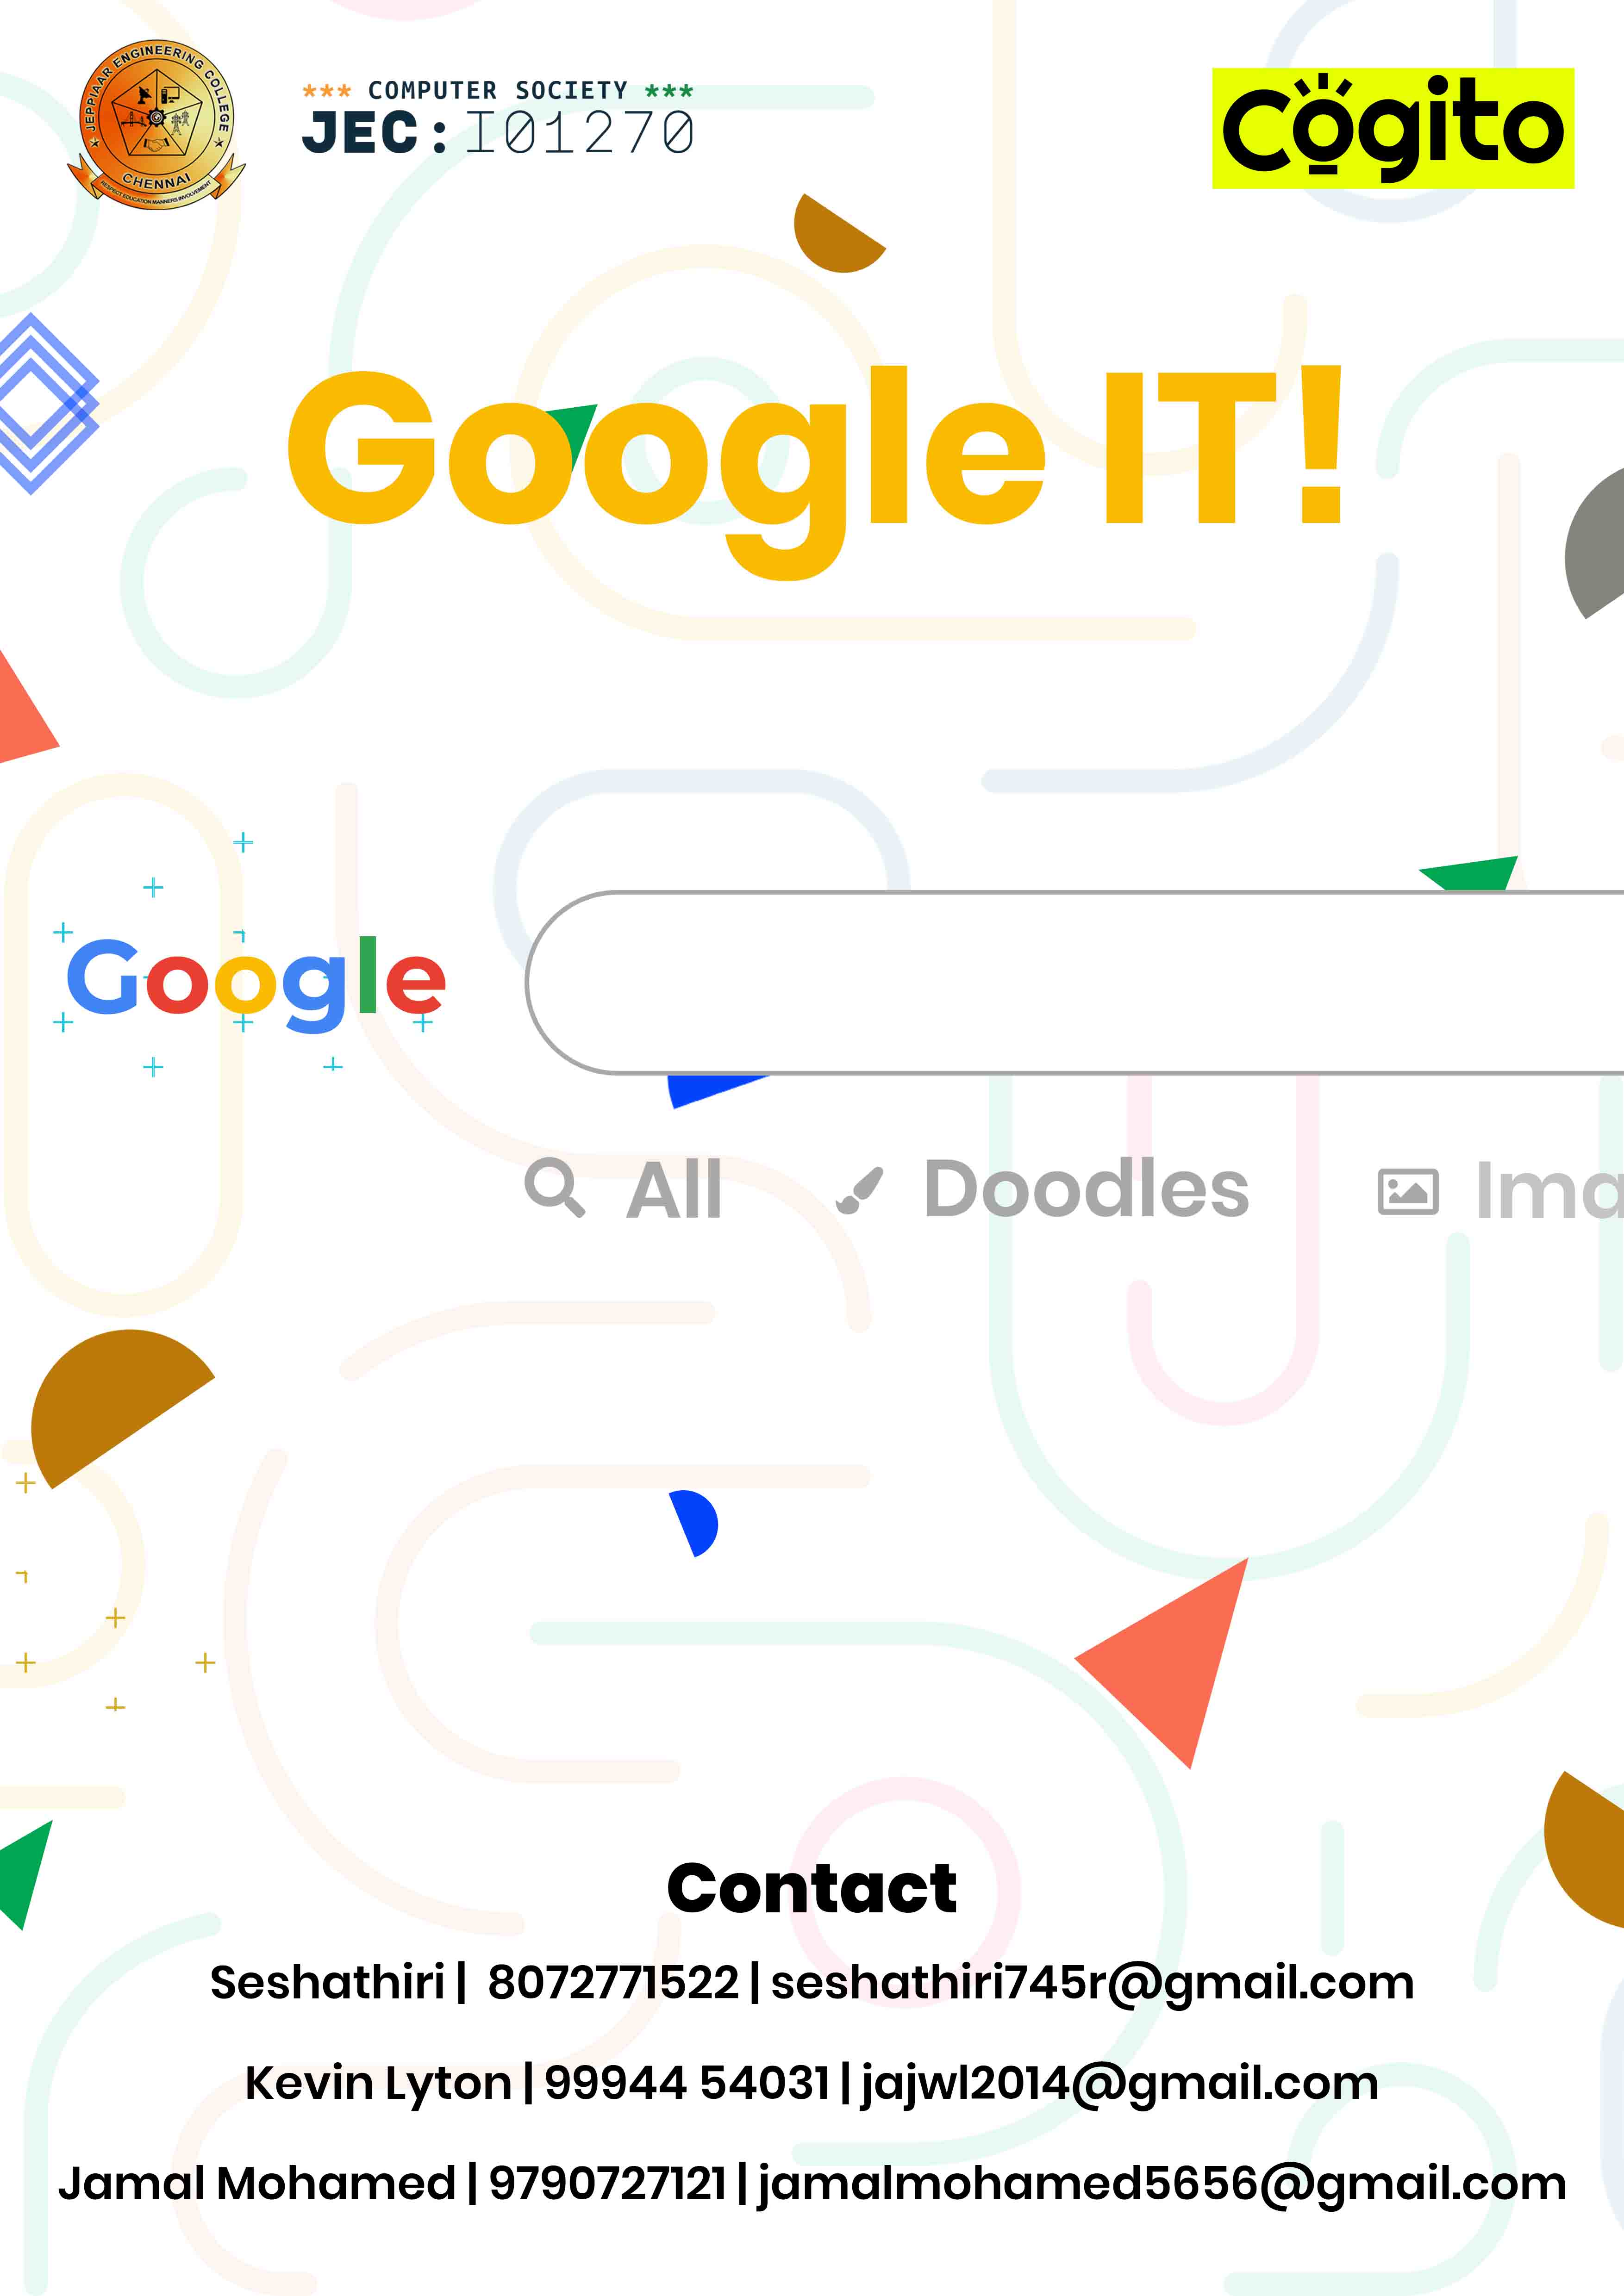 JEPPIAAR ENGINEERING COLLEGE
CHENNAI
RESPECT EDUCATION MANNERS INVOLVEMENT
*** COMPUTER SOCIETY ***
JEC:I01270
Cogito
Google IT!
Google
All Doodles Ima
Contact
Seshathiri | 8072771522 | seshathiri745r@gmail.com
Kevin Lyton | 99944 54031 | jajwl2014@gmail.com
Jamal Mohamed | 9790727121 | jamalmohamed5656@gmail.com